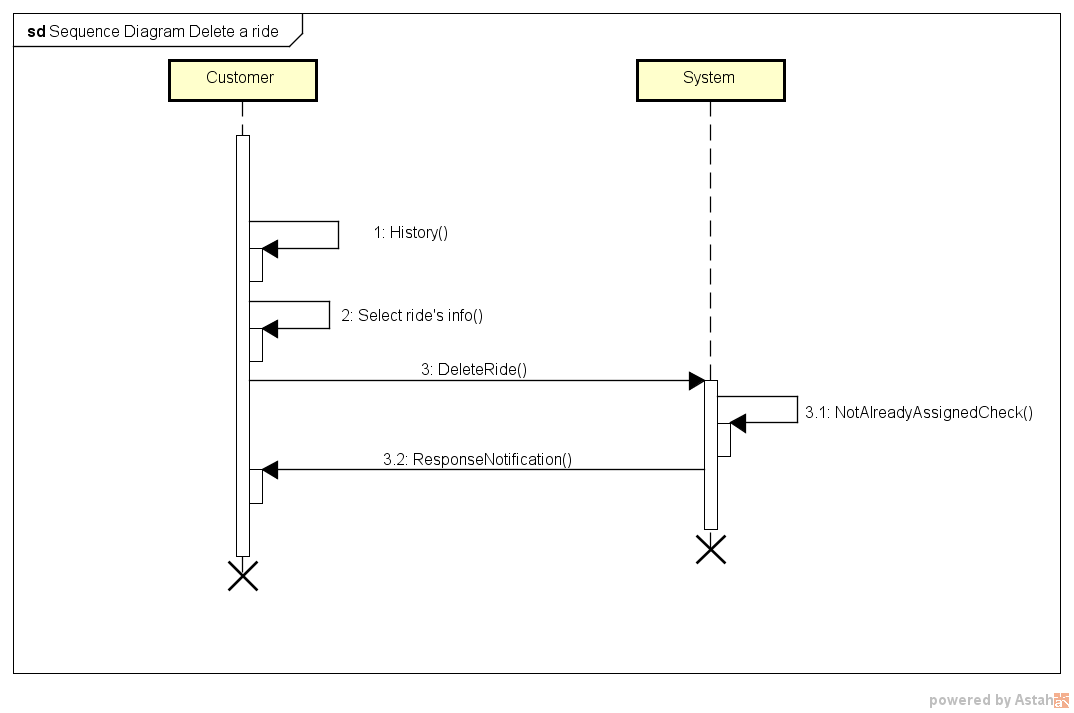 sd Sequence Diagram Delete a ride
Customer
System
1: History()
2: Select ride's info()
3: DeleteRide()
3.1: NotAlreadyAssignedCheck()
3.2: ResponseNotification()
powered by Astah